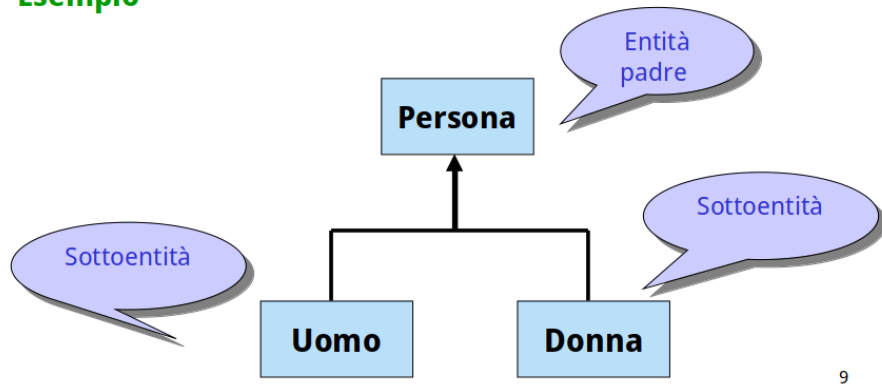 Esempio
Entità
padre
Persona
Sottoentità
Sottoentità
Uomo
Donna
9